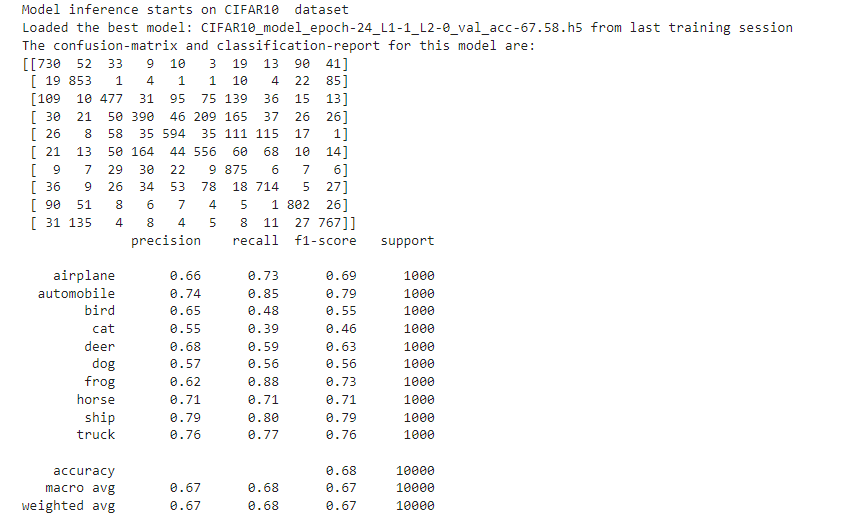 Model inference starts on CIFAR10  dataset
Loaded the best model: CIFAR10_model_epoch-24_L1-1_L2-0_val_acc-67.58.h5 from last training session
The confusion-matrix and classification-report for this model are:
[[730  52  33   9  10   3  19  13  90  41]
 [ 19 853   1   4   1   1  10   4  22  85]
 [109  10 477  31  95  75 139  36  15  13]
 [ 30  21  50 390  46 209 165  37  26  26]
 [ 26   8  58  35 594  35 111 115  17   1]
 [ 21  13  50 164  44 556  60  68  10  14]
 [  9   7  29  30  22   9 875   6   7   6]
 [ 36   9  26  34  53  78  18 714   5  27]
 [ 90  51   8   6   7   4   5   1 802  26]
 [ 31 135   4   8   4   5   8  11  27 767]]
              precision    recall  f1-score   support
    airplane       0.66      0.73      0.69      1000
  automobile       0.74      0.85      0.79      1000
        bird       0.65      0.48      0.55      1000
         cat       0.55      0.39      0.46      1000
        deer       0.68      0.59      0.63      1000
         dog       0.57      0.56      0.56      1000
        frog       0.62      0.88      0.73      1000
       horse       0.71      0.71      0.71      1000
        ship       0.79      0.80      0.79      1000
       truck       0.76      0.77      0.76      1000
    accuracy                           0.68     10000
   macro avg       0.67      0.68      0.67     10000
weighted avg       0.67      0.68      0.67     10000